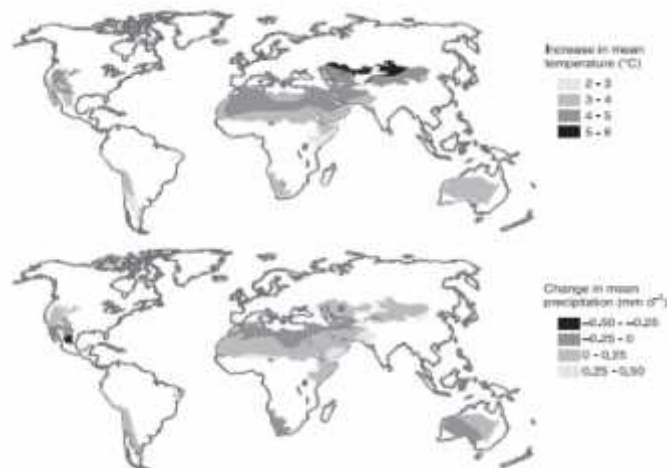 Increase in mean
temperature (°C)
2 - 3
3 - 4
4 - 5
5 - 6
Change in mean
precipitation (mm d⁻¹)
−0.50 - −0.25
−0.25 - 0
0 - 0.25
0.25 - 0.50